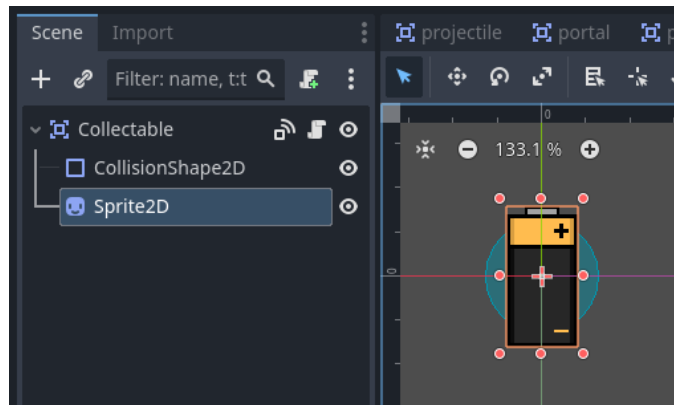 Scene Import
Filter: name, t:t
Collectable
CollisionShape2D
Sprite2D
projectile portal p
0
133.1 %
0
+
−